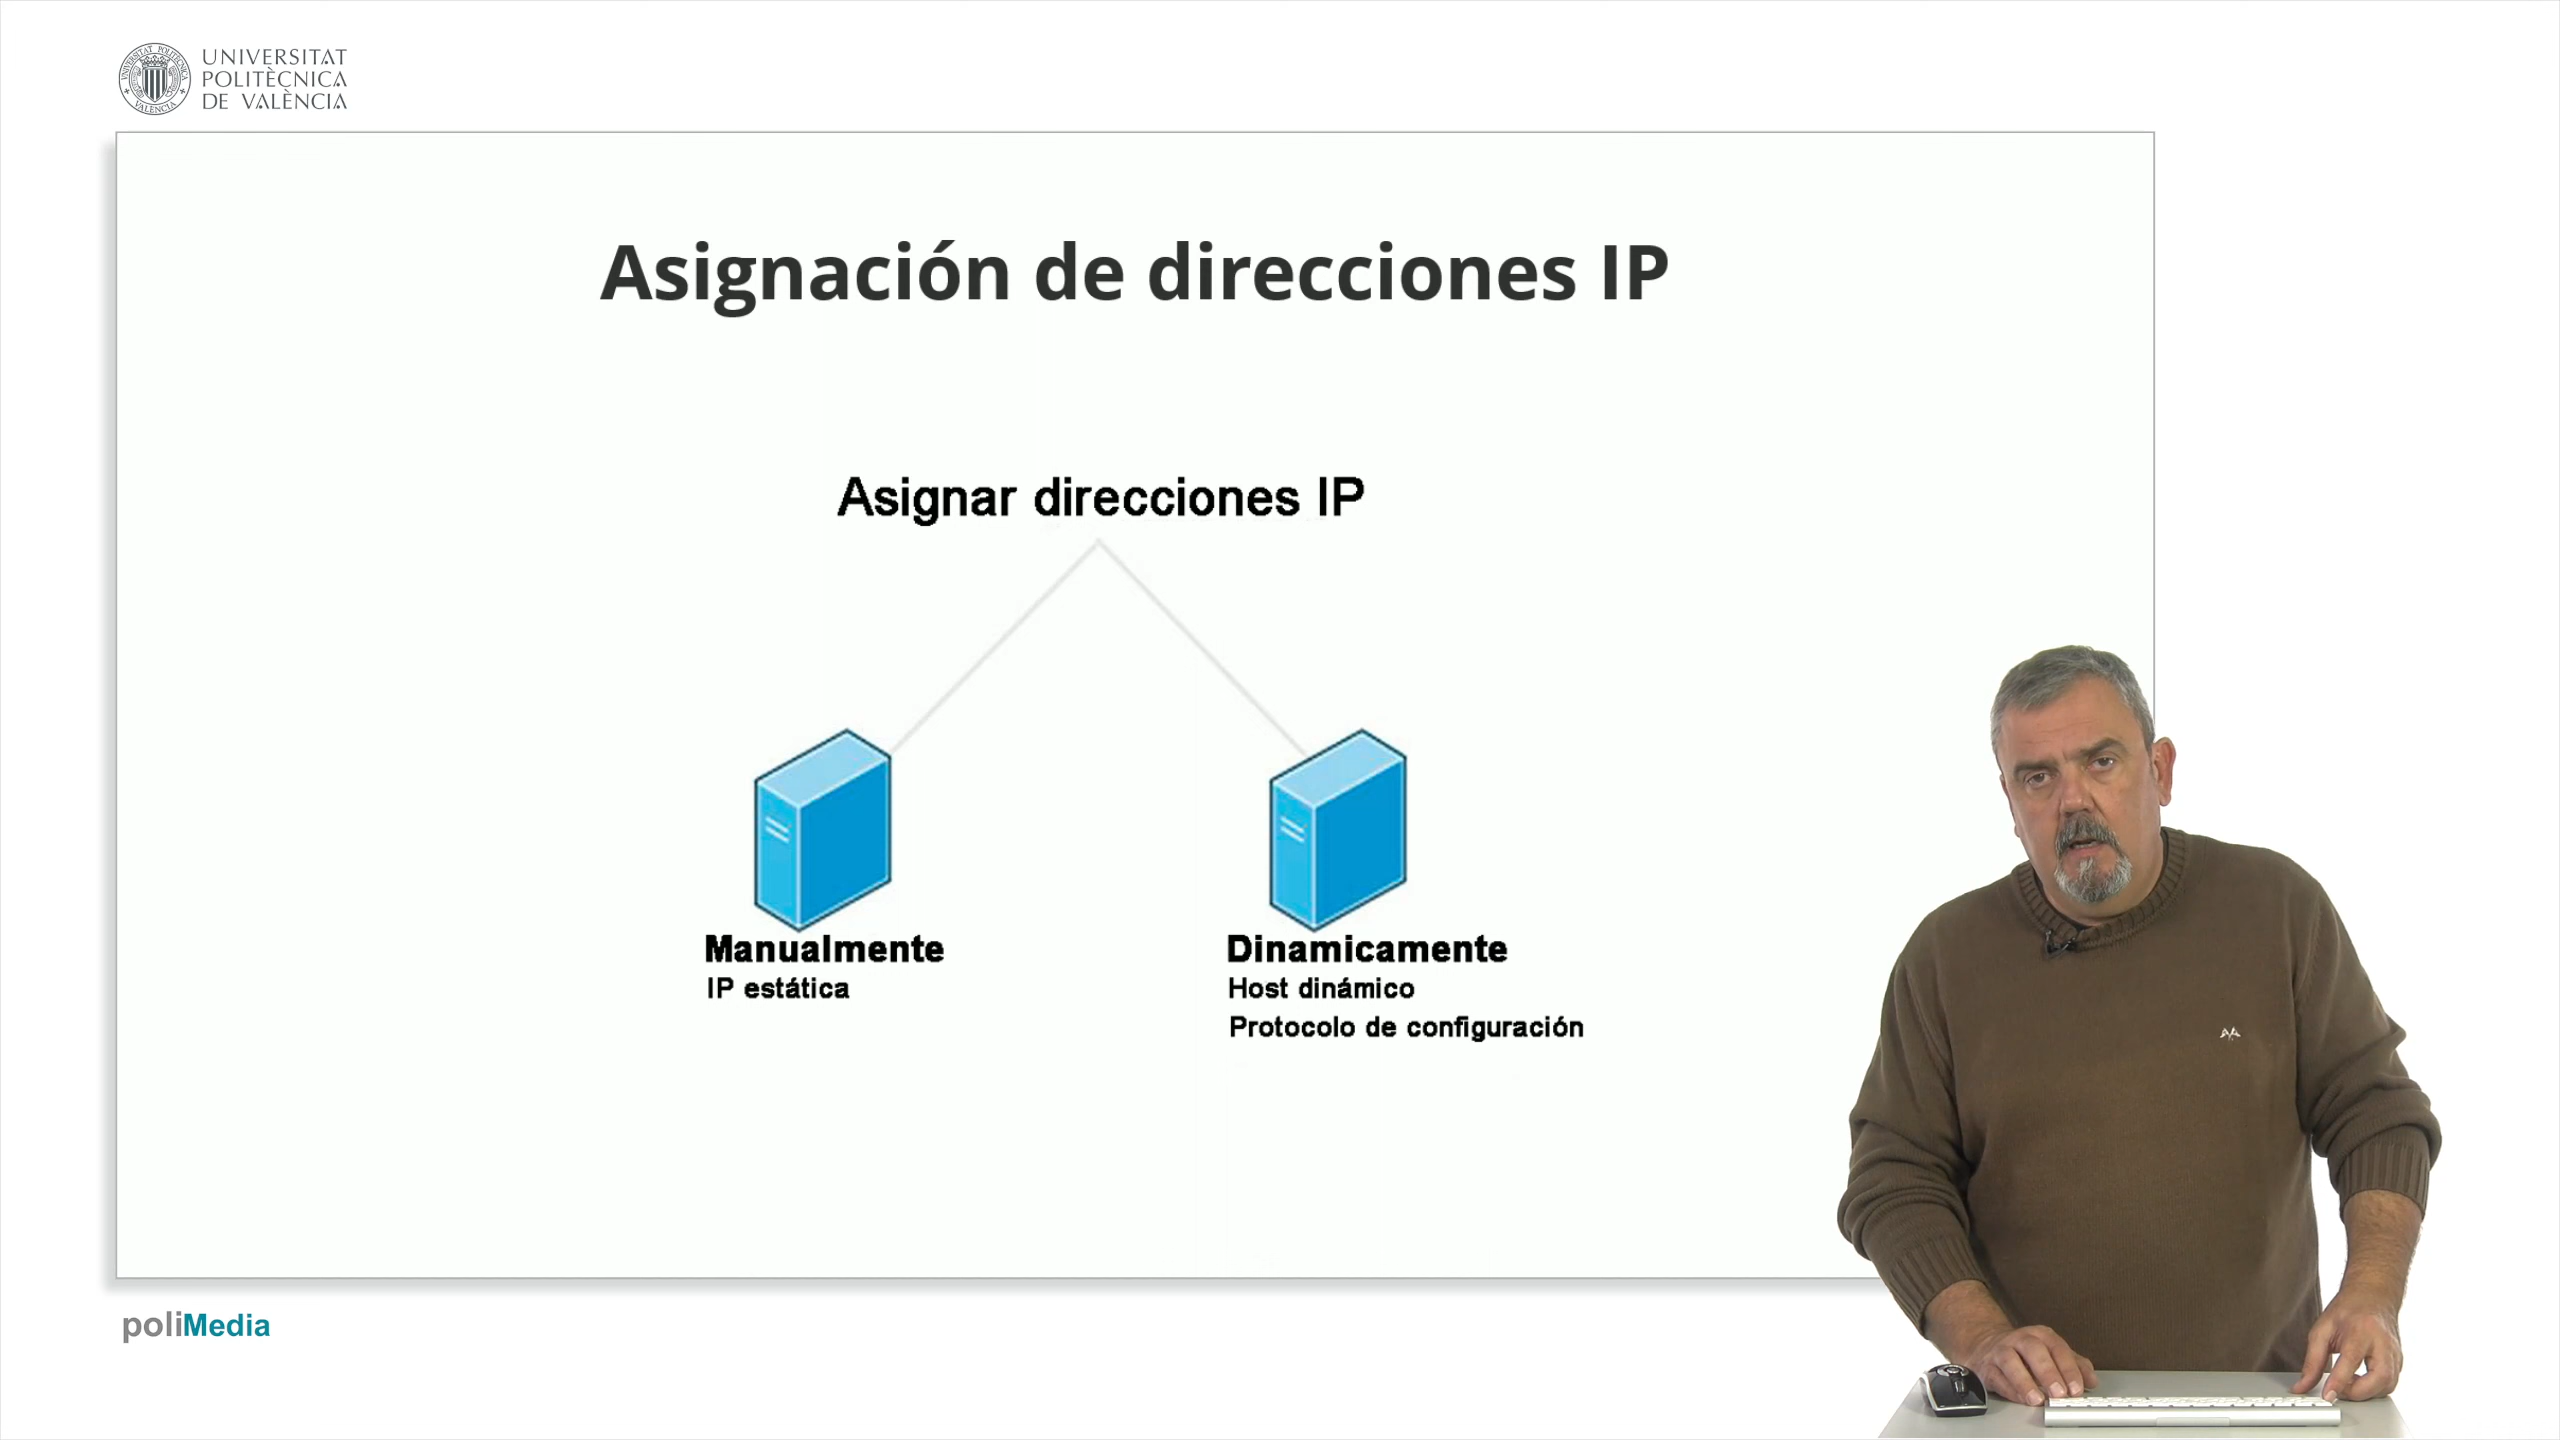 UNIVERSITAT
POLITÈCNICA
DE VALÈNCIA
Asignación de direcciones IP
Asignar direcciones IP
Manualmente
IP estática
Dinamicamente
Host dinámico
Protocolo de configuración
poliMedia